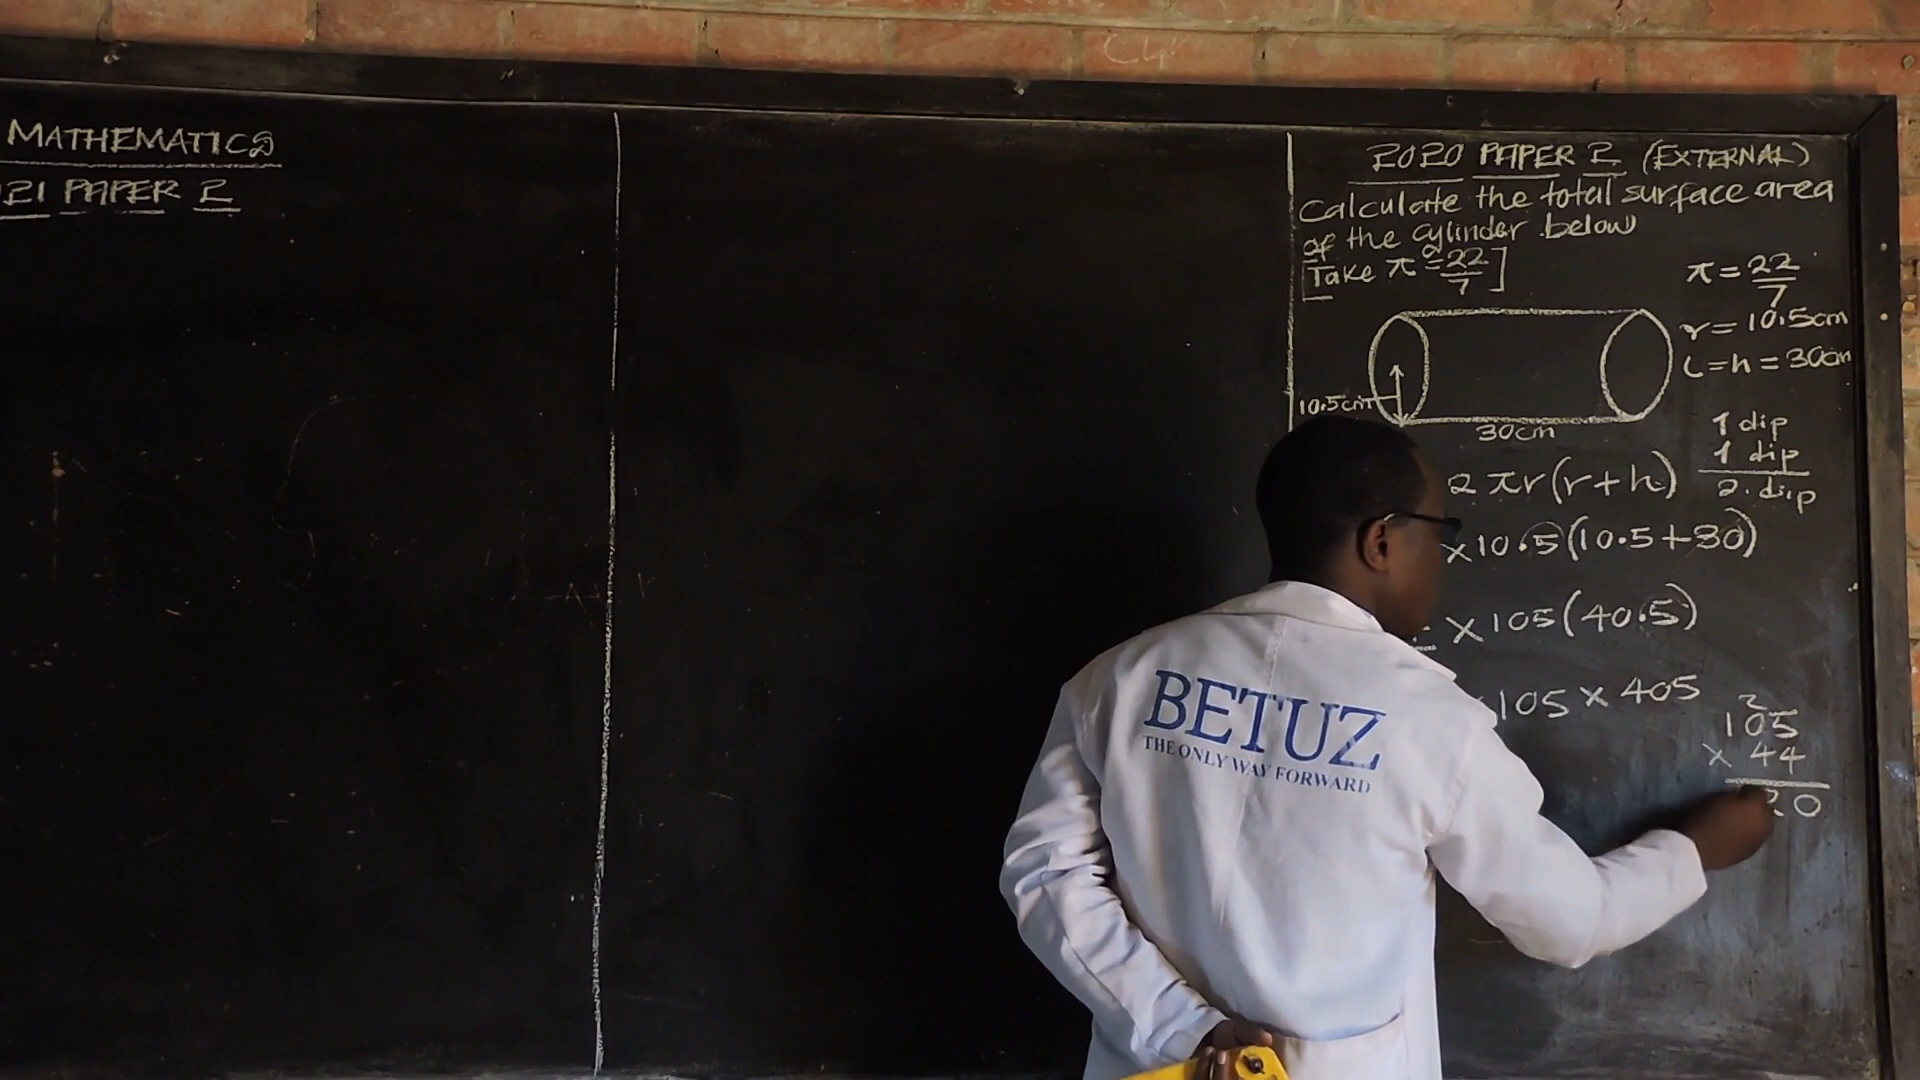 MATHEMATICS
21 PAPER 2
2020 PAPER 2 (EXTERNAL)
Calculate the total surface area
of the cylinder below
[Take π = 22/7]
π = 22/7
r = 10.5cm
l = h = 30cm
10.5cm
30cm
1 dip
1 dip
2. dip
2πr(r+h)
×10.5(10.5+30)
×105(40.5)
105×405
2
105
× 44
20
BETUZ
THE ONLY WAY FORWARD